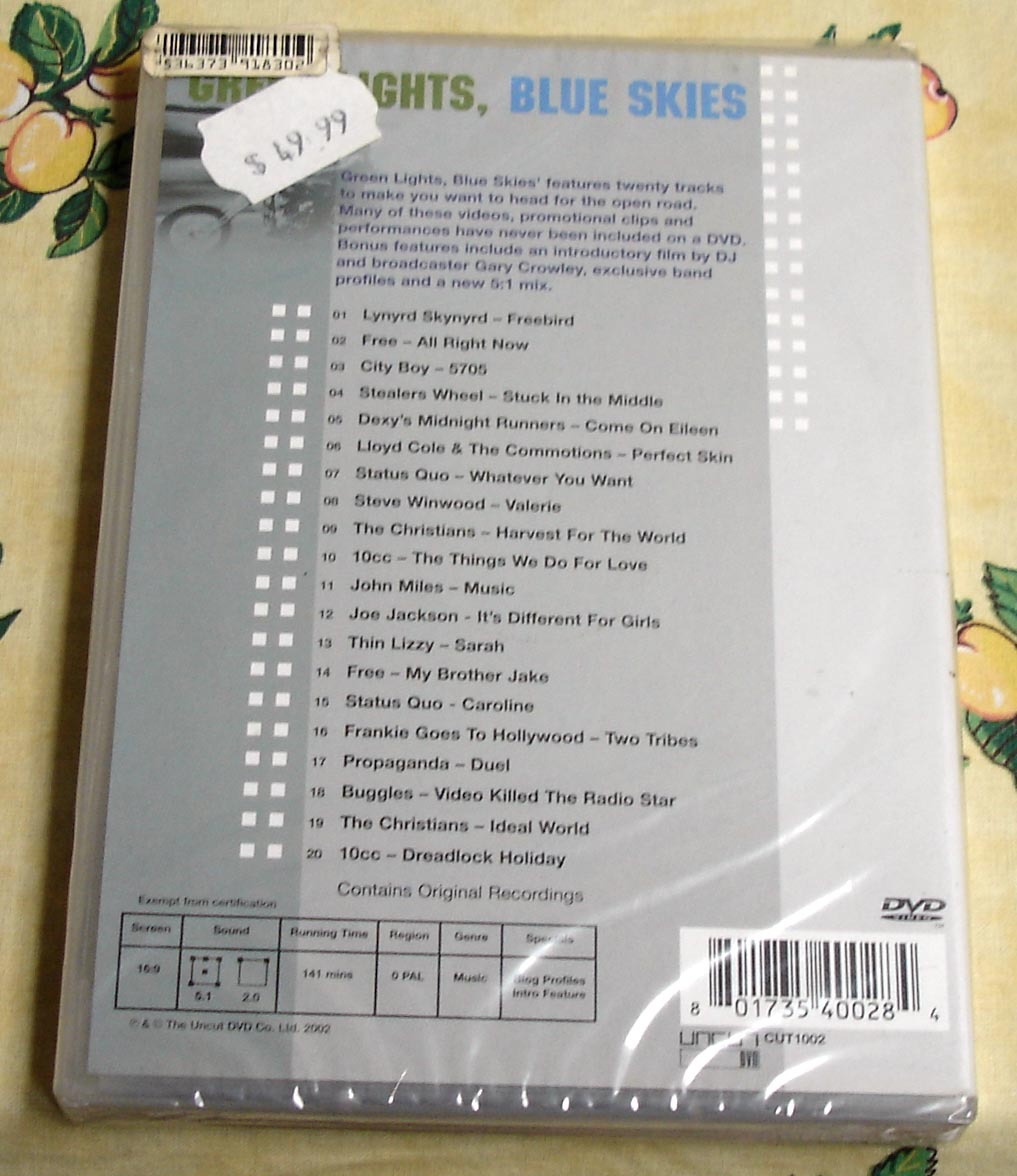 536373 918302
GRE IGHTS, BLUE SKIES
$ 49.99
Green Lights, Blue Skies' features twenty tracks
to make you want to head for the open road.
Many of these videos, promotional clips and
performances have never been included on a DVD.
Bonus features include an introductory film by DJ
and broadcaster Gary Crowley, exclusive band
profiles and a new 5:1 mix.
01 Lynyrd Skynyrd – Freebird
02 Free – All Right Now
03 City Boy – 5705
04 Stealers Wheel – Stuck In the Middle
05 Dexy's Midnight Runners – Come On Eileen
06 Lloyd Cole & The Commotions – Perfect Skin
07 Status Quo – Whatever You Want
08 Steve Winwood – Valerie
09 The Christians – Harvest For The World
10 10cc – The Things We Do For Love
11 John Miles – Music
12 Joe Jackson - It's Different For Girls
13 Thin Lizzy – Sarah
14 Free – My Brother Jake
15 Status Quo - Caroline
16 Frankie Goes To Hollywood – Two Tribes
17 Propaganda – Duel
18 Buggles – Video Killed The Radio Star
19 The Christians – Ideal World
20 10cc – Dreadlock Holiday
Contains Original Recordings
Exempt from certification
Screen Sound Running Time Region Genre Specials
16:9 5.1 2.0 141 mins 0 PAL Music Biog Profiles
Intro Feature
℗ & © The Uncut DVD Co. Ltd. 2002
DVD
VIDEO
8 01735 40028 4
UNCUT CUT1002
DVD